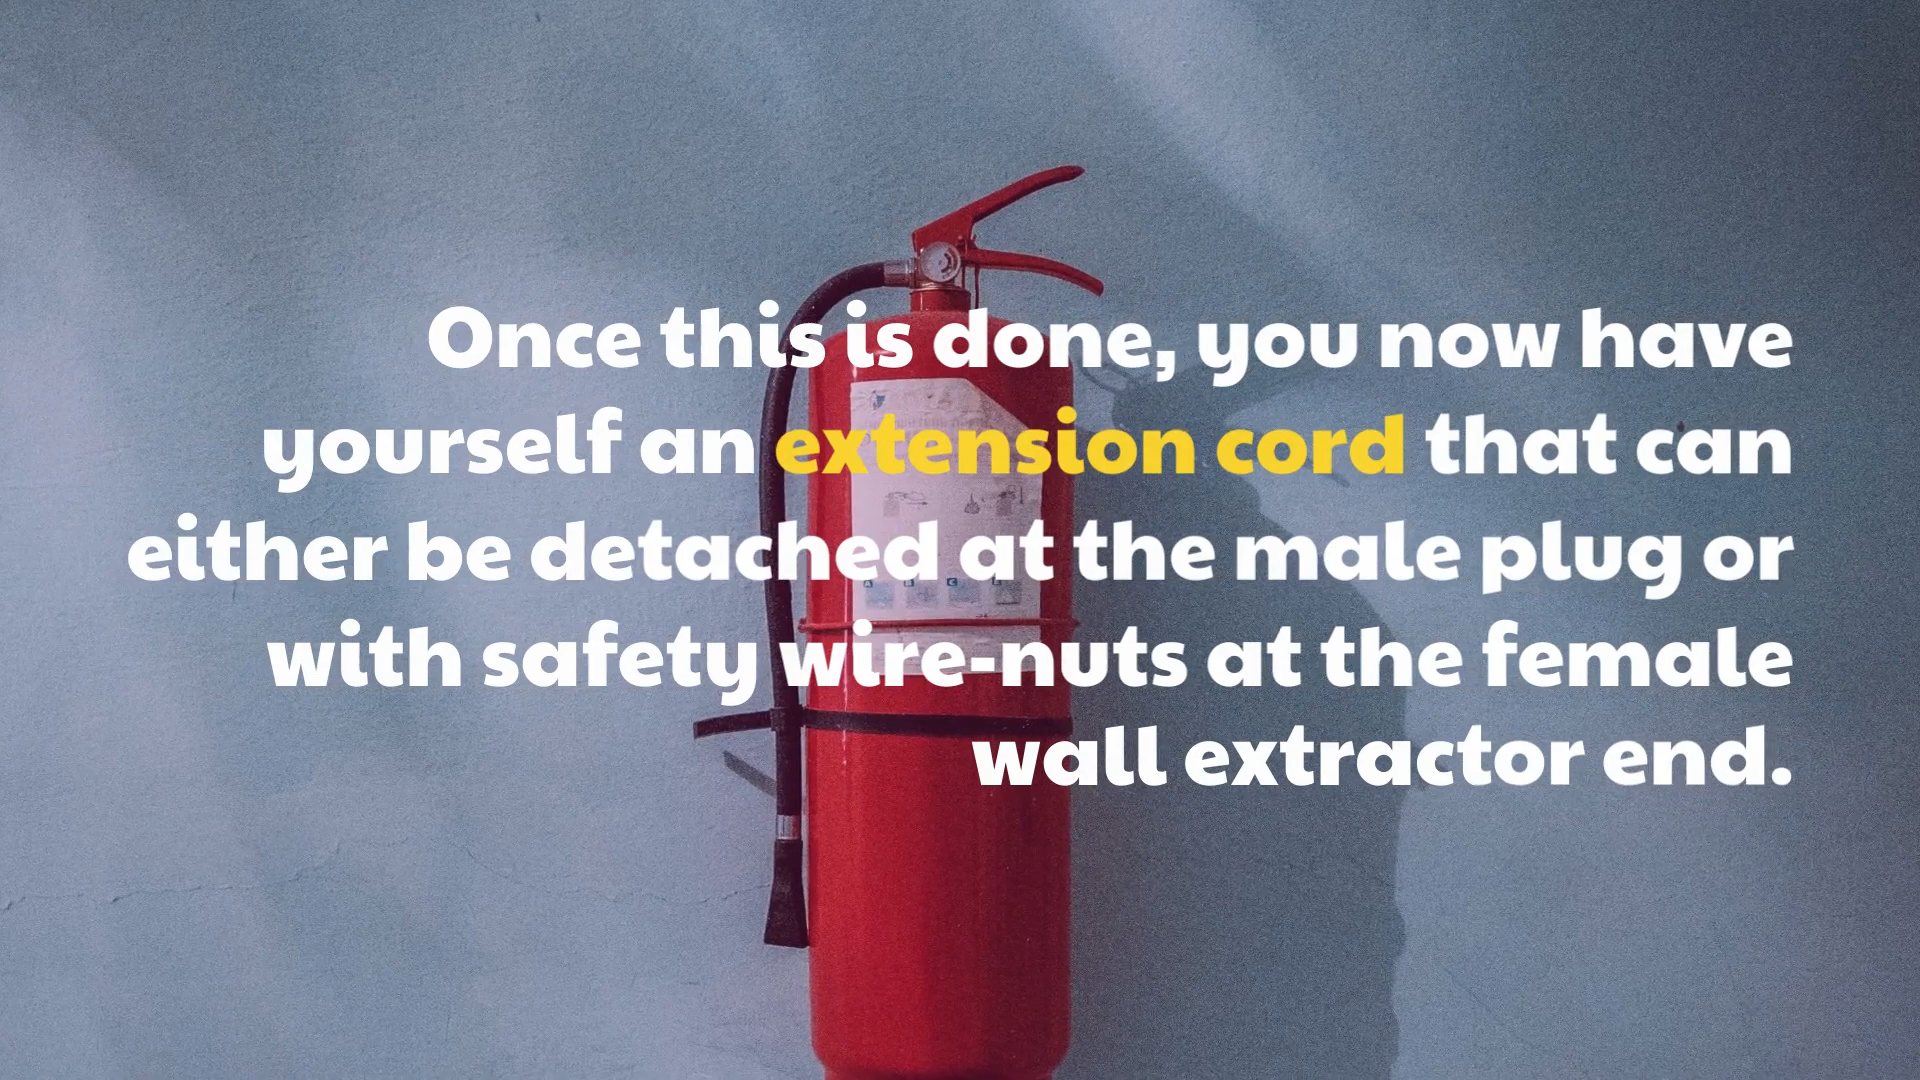 Once this is done, you now have
yourself an extension cord that can
either be detached at the male plug or
with safety wire-nuts at the female
wall extractor end.
A B C E